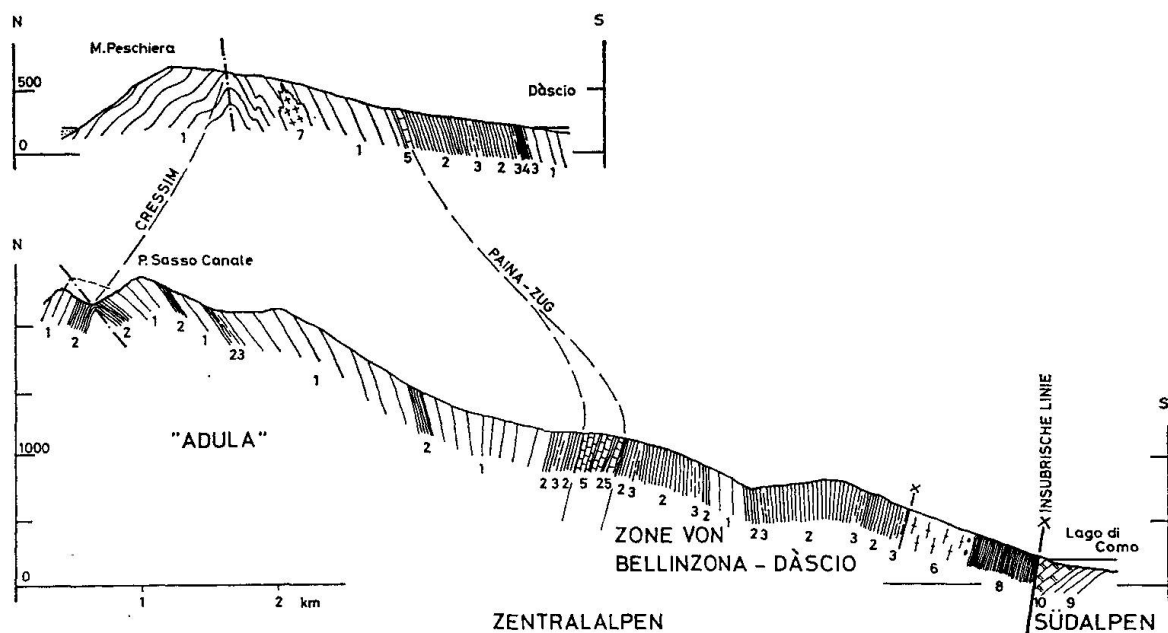 N
S
M.Peschiera
500
Dàscio
0
1
7
1
5
2
3
2
343
1
CRESSIM
PAINA-ZUG
N
P. Sasso Canale
S
1
2
2
1
2
1
23
1
"ADULA"
2
1
1000
232
5
25
23
2
3
2
1
23
2
3
2
3
6
8
10
9
X
X INSUBRISCHE LINIE
Lago di
Como
ZONE VON
BELLINZONA - DÀSCIO
0
1
2
km
ZENTRALALPEN
SÜDALPEN